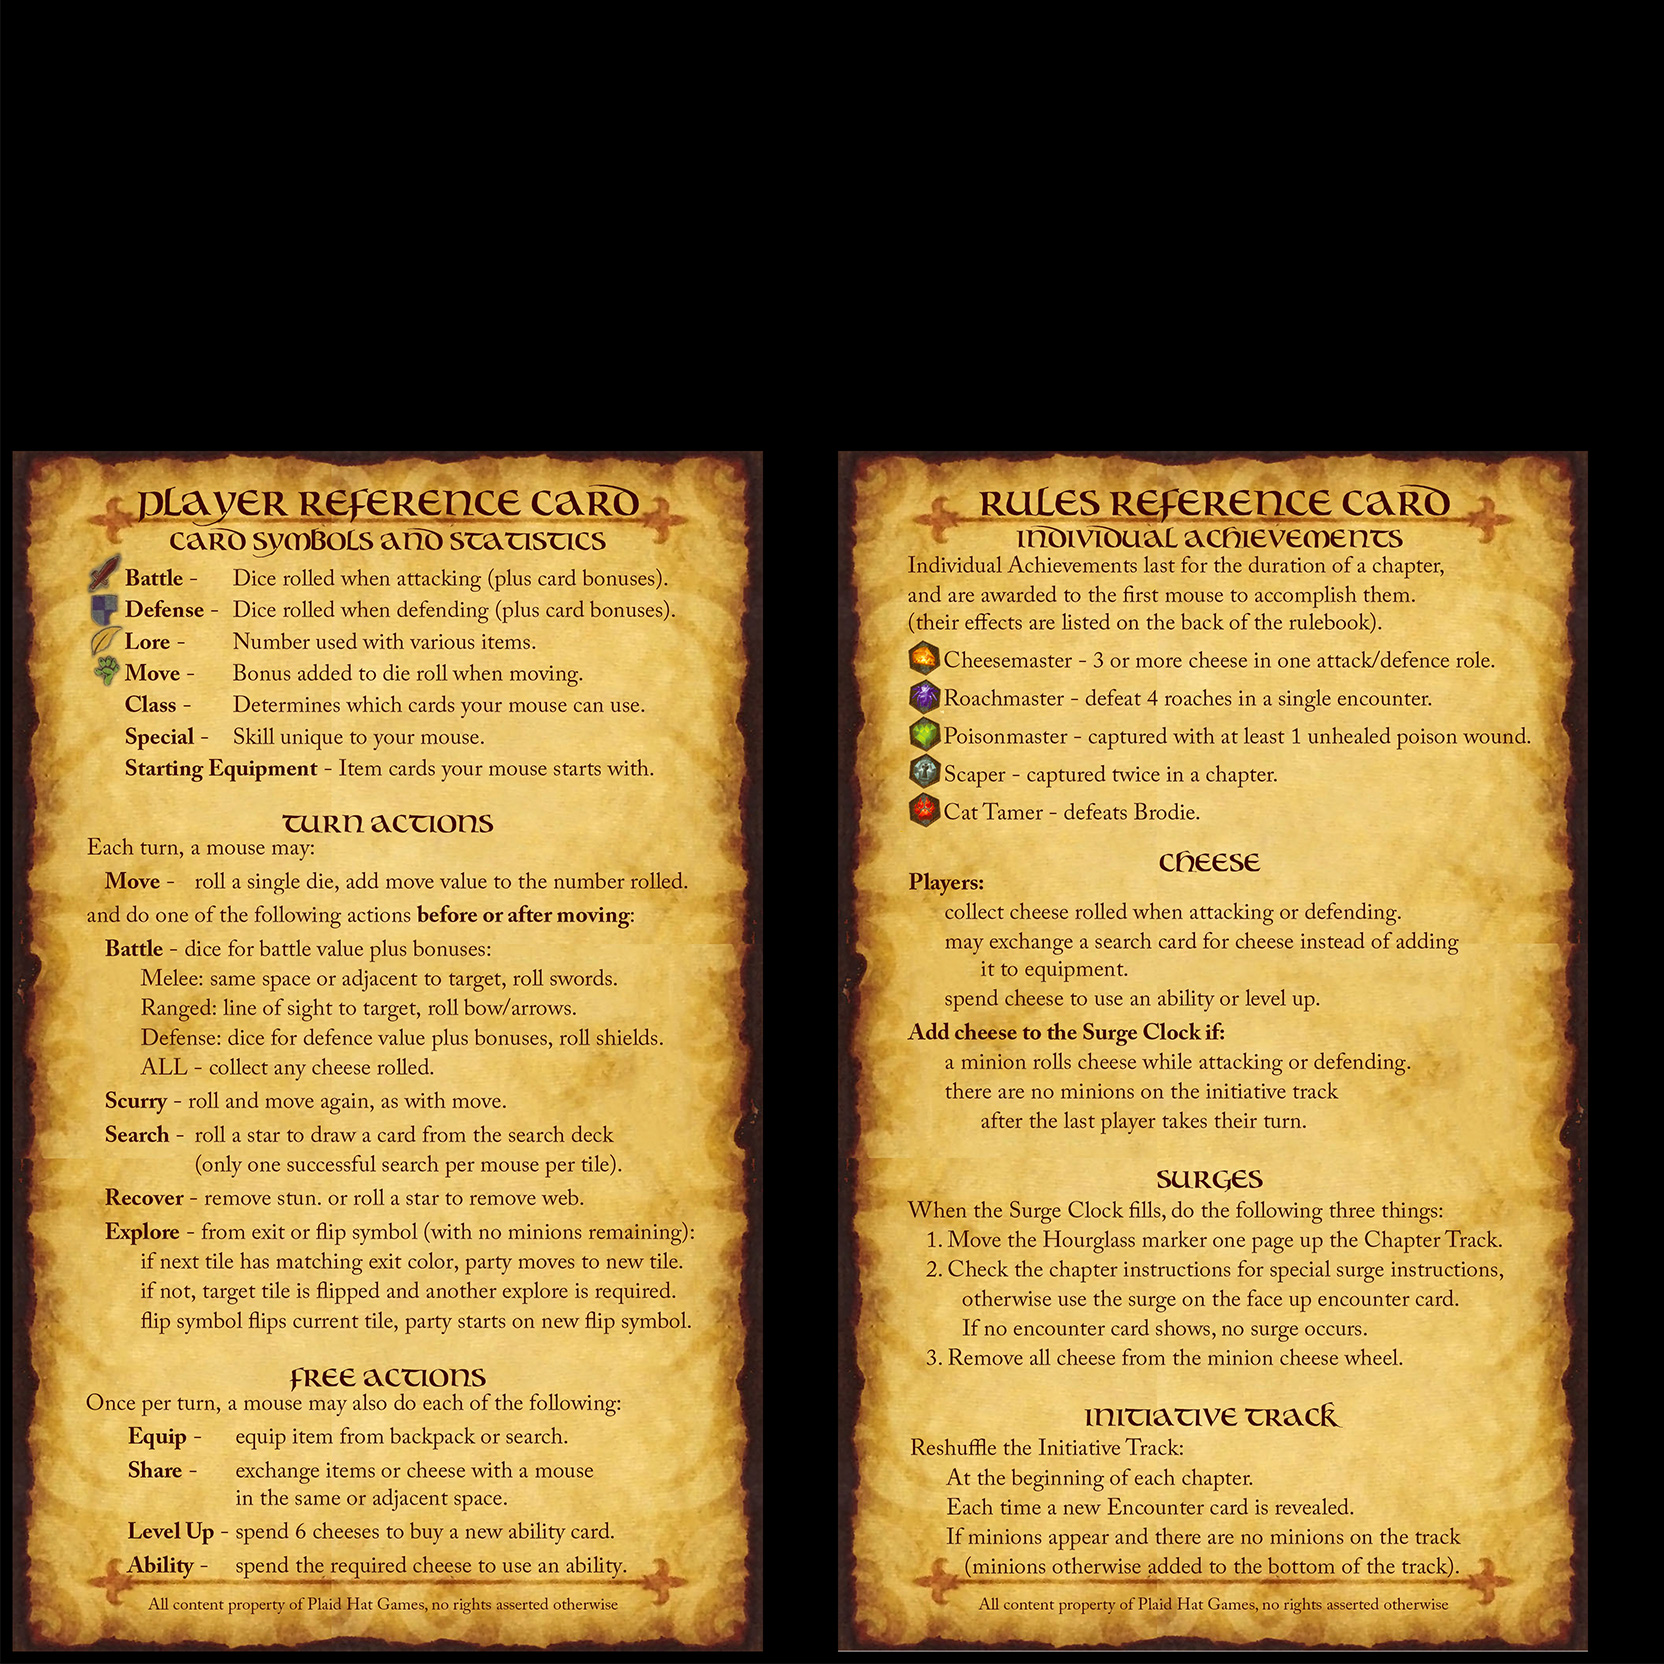 PLAYER REFERENCE CARD
CARD SYMBOLS AND STATISTICS
Battle - Dice rolled when attacking (plus card bonuses).
Defense - Dice rolled when defending (plus card bonuses).
Lore - Number used with various items.
Move - Bonus added to die roll when moving.
Class - Determines which cards your mouse can use.
Special - Skill unique to your mouse.
Starting Equipment - Item cards your mouse starts with.
TURN ACTIONS
Each turn, a mouse may:
Move - roll a single die, add move value to the number rolled.
and do one of the following actions before or after moving:
Battle - dice for battle value plus bonuses:
Melee: same space or adjacent to target, roll swords.
Ranged: line of sight to target, roll bow/arrows.
Defense: dice for defence value plus bonuses, roll shields.
ALL - collect any cheese rolled.
Scurry - roll and move again, as with move.
Search - roll a star to draw a card from the search deck
(only one successful search per mouse per tile).
Recover - remove stun. or roll a star to remove web.
Explore - from exit or flip symbol (with no minions remaining):
if next tile has matching exit color, party moves to new tile.
if not, target tile is flipped and another explore is required.
flip symbol flips current tile, party starts on new flip symbol.
FREE ACTIONS
Once per turn, a mouse may also do each of the following:
Equip - equip item from backpack or search.
Share - exchange items or cheese with a mouse
in the same or adjacent space.
Level Up - spend 6 cheeses to buy a new ability card.
Ability - spend the required cheese to use an ability.
All content property of Plaid Hat Games, no rights asserted otherwise
RULES REFERENCE CARD
INDIVIDUAL ACHIEVEMENTS
Individual Achievements last for the duration of a chapter,
and are awarded to the first mouse to accomplish them.
(their effects are listed on the back of the rulebook).
Cheesemaster - 3 or more cheese in one attack/defence role.
Roachmaster - defeat 4 roaches in a single encounter.
Poisonmaster - captured with at least 1 unhealed poison wound.
Scaper - captured twice in a chapter.
Cat Tamer - defeats Brodie.
CHEESE
Players:
collect cheese rolled when attacking or defending.
may exchange a search card for cheese instead of adding
it to equipment.
spend cheese to use an ability or level up.
Add cheese to the Surge Clock if:
a minion rolls cheese while attacking or defending.
there are no minions on the initiative track
after the last player takes their turn.
SURGES
When the Surge Clock fills, do the following three things:
1. Move the Hourglass marker one page up the Chapter Track.
2. Check the chapter instructions for special surge instructions,
otherwise use the surge on the face up encounter card.
If no encounter card shows, no surge occurs.
3. Remove all cheese from the minion cheese wheel.
INITIATIVE TRACK
Reshuffle the Initiative Track:
At the beginning of each chapter.
Each time a new Encounter card is revealed.
If minions appear and there are no minions on the track
(minions otherwise added to the bottom of the track).
All content property of Plaid Hat Games, no rights asserted otherwise